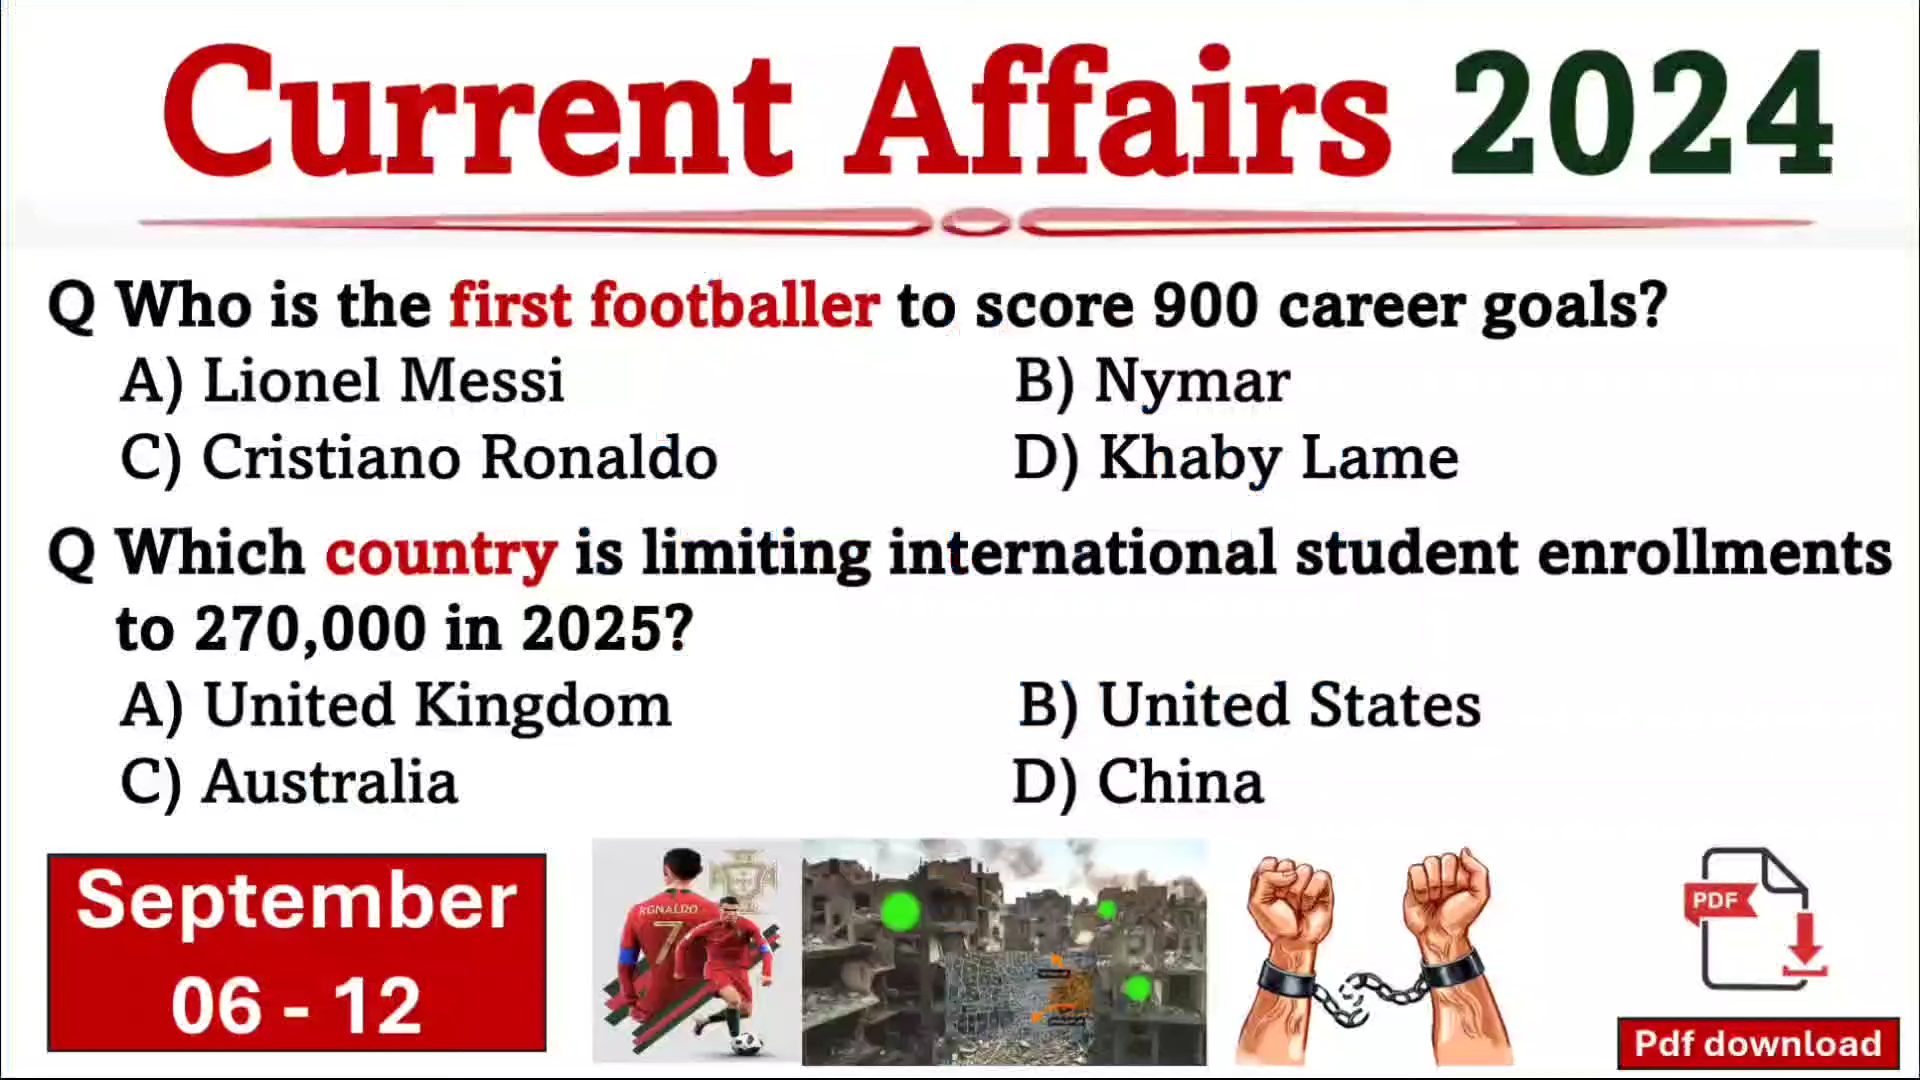 Current Affairs 2024
Q Who is the first footballer to score 900 career goals?
A) Lionel Messi B) Nymar
C) Cristiano Ronaldo D) Khaby Lame
Q Which country is limiting international student enrollments
to 270,000 in 2025?
A) United Kingdom B) United States
C) Australia D) China
September
06 - 12
RONALDO
7
PDF
Pdf download